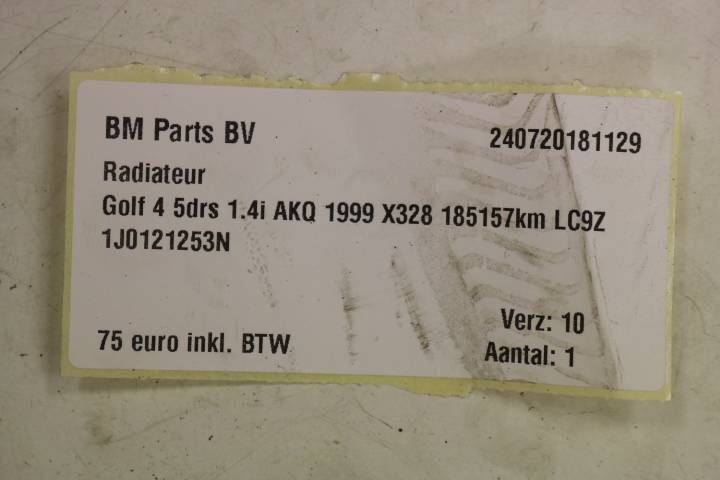 BM Parts BV
240720181129
Radiateur
Golf 4 5drs 1.4i AKQ 1999 X328 185157km LC9Z
1J0121253N
Verz: 10
75 euro inkl. BTW
Aantal: 1